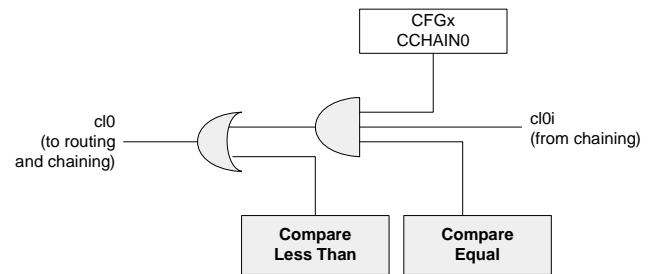 CFGx
CCHAIN0
cl0
(to routing
and chaining)
cl0i
(from chaining)
Compare
Less Than
Compare
Equal